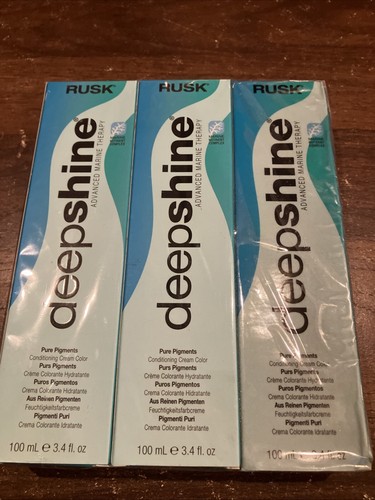 RUSK®
deepshine®
ADVANCED MARINE THERAPY
Pure Pigments
Conditioning Cream Color
Purs Pigments
Crème Colorante Hydratante
Puros Pigmentos
Crema Colorante Hidratante
Aus Reinen Pigmenten
Feuchtigkeitsfarbcreme
Pigmenti Puri
Crema Colorante Idratante
100 mL e 3.4 fl. oz
RUSK®
deepshine®
ADVANCED MARINE THERAPY
Pure Pigments
Conditioning Cream Color
Purs Pigments
Crème Colorante Hydratante
Puros Pigmentos
Crema Colorante Hidratante
Aus Reinen Pigmenten
Feuchtigkeitsfarbcreme
Pigmenti Puri
Crema Colorante Idratante
100 mL e 3.4 fl. oz
RUSK
deepshine®
ADVANCED MARINE THERAPY
Pure Pigments
Conditioning Cream Color
Purs Pigments
Crème Colorante Hydratante
Puros Pigmentos
Crema Colorante Hidratante
Aus Reinen Pigmenten
Feuchtigkeitsfarbcreme
Pigmenti Puri
Crema Colorante Idratante
100 mL e 3.4 fl. oz